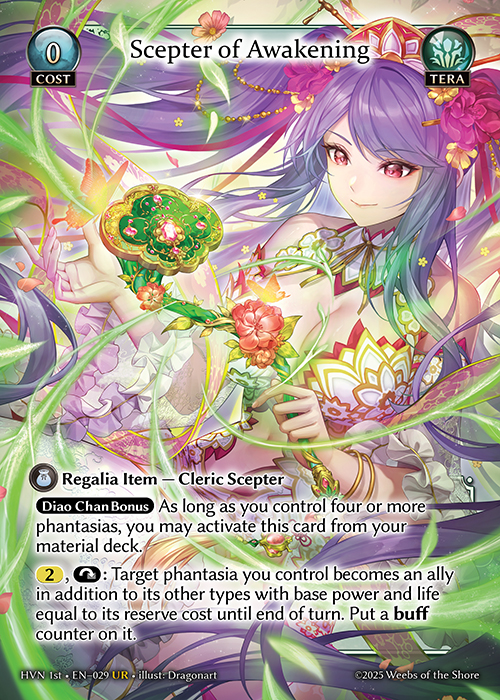 0
COST
Scepter of Awakening
TERA
Regalia Item — Cleric Scepter
Diao Chan Bonus As long as you control four or more
phantasias, you may activate this card from your
material deck.
2 , : Target phantasia you control becomes an ally
in addition to its other types with base power and life
equal to its reserve cost until end of turn. Put a buff
counter on it.
HVN 1st • EN–029 UR • illust: Dragonart
©2025 Weebs of the Shore